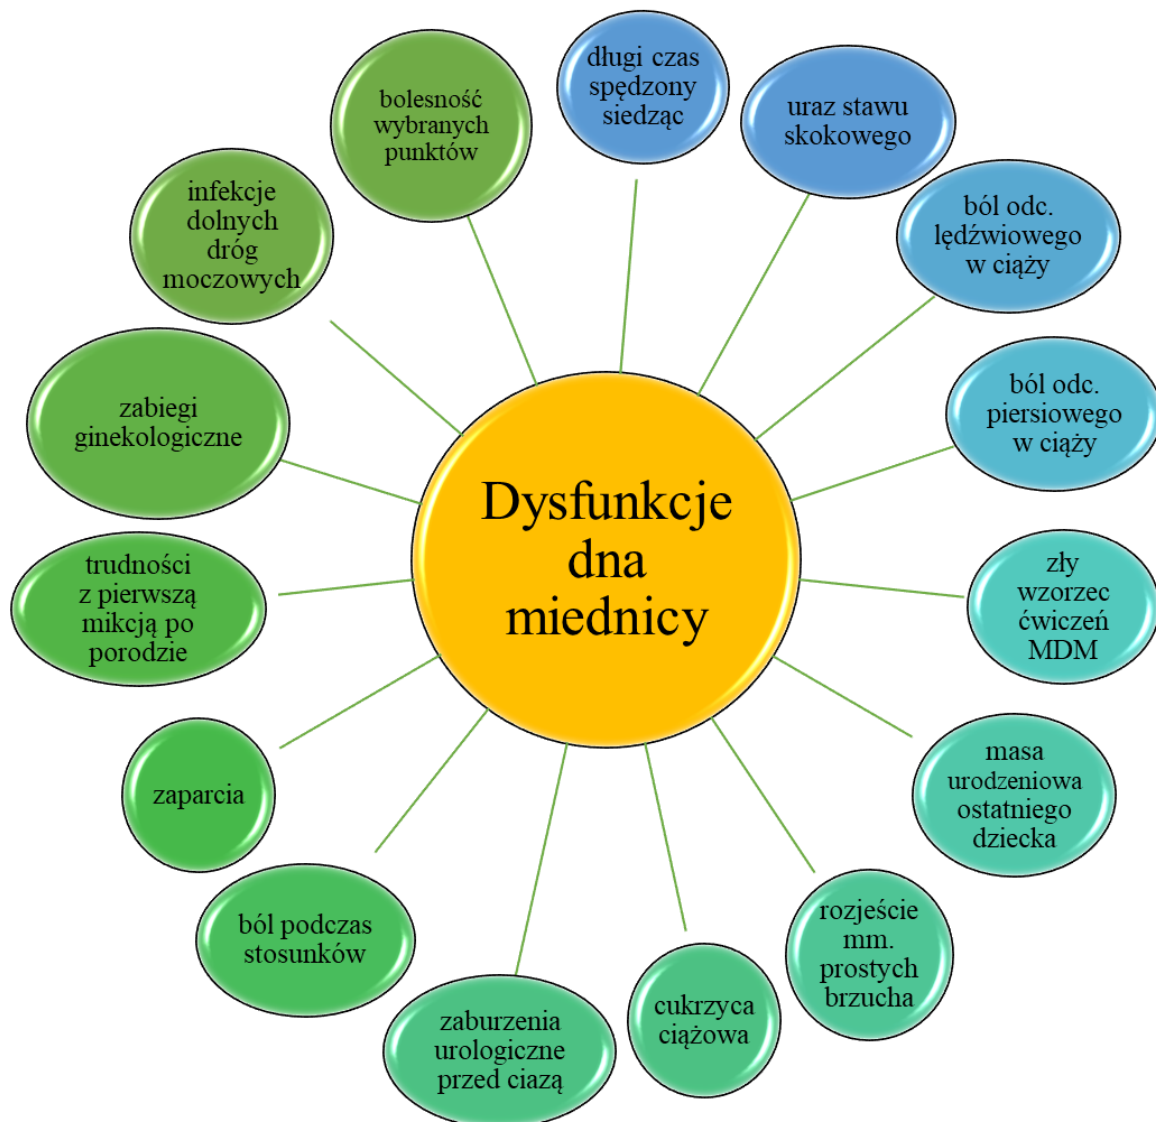 długi czas
spędzony
siedząc
uraz stawu
skokowego
ból odc.
lędźwiowego
w ciąży
ból odc.
piersiowego
w ciąży
zły
wzorzec
ćwiczeń
MDM
masa
urodzeniowa
ostatniego
dziecka
rozjeście
mm.
prostych
brzucha
cukrzyca
ciążowa
zaburzenia
urologiczne
przed ciazą
ból podczas
stosunków
zaparcia
trudności
z pierwszą
mikcją po
porodzie
zabiegi
ginekologiczne
infekcje
dolnych
dróg
moczowych
bolesność
wybranych
punktów
Dysfunkcje
dna
miednicy